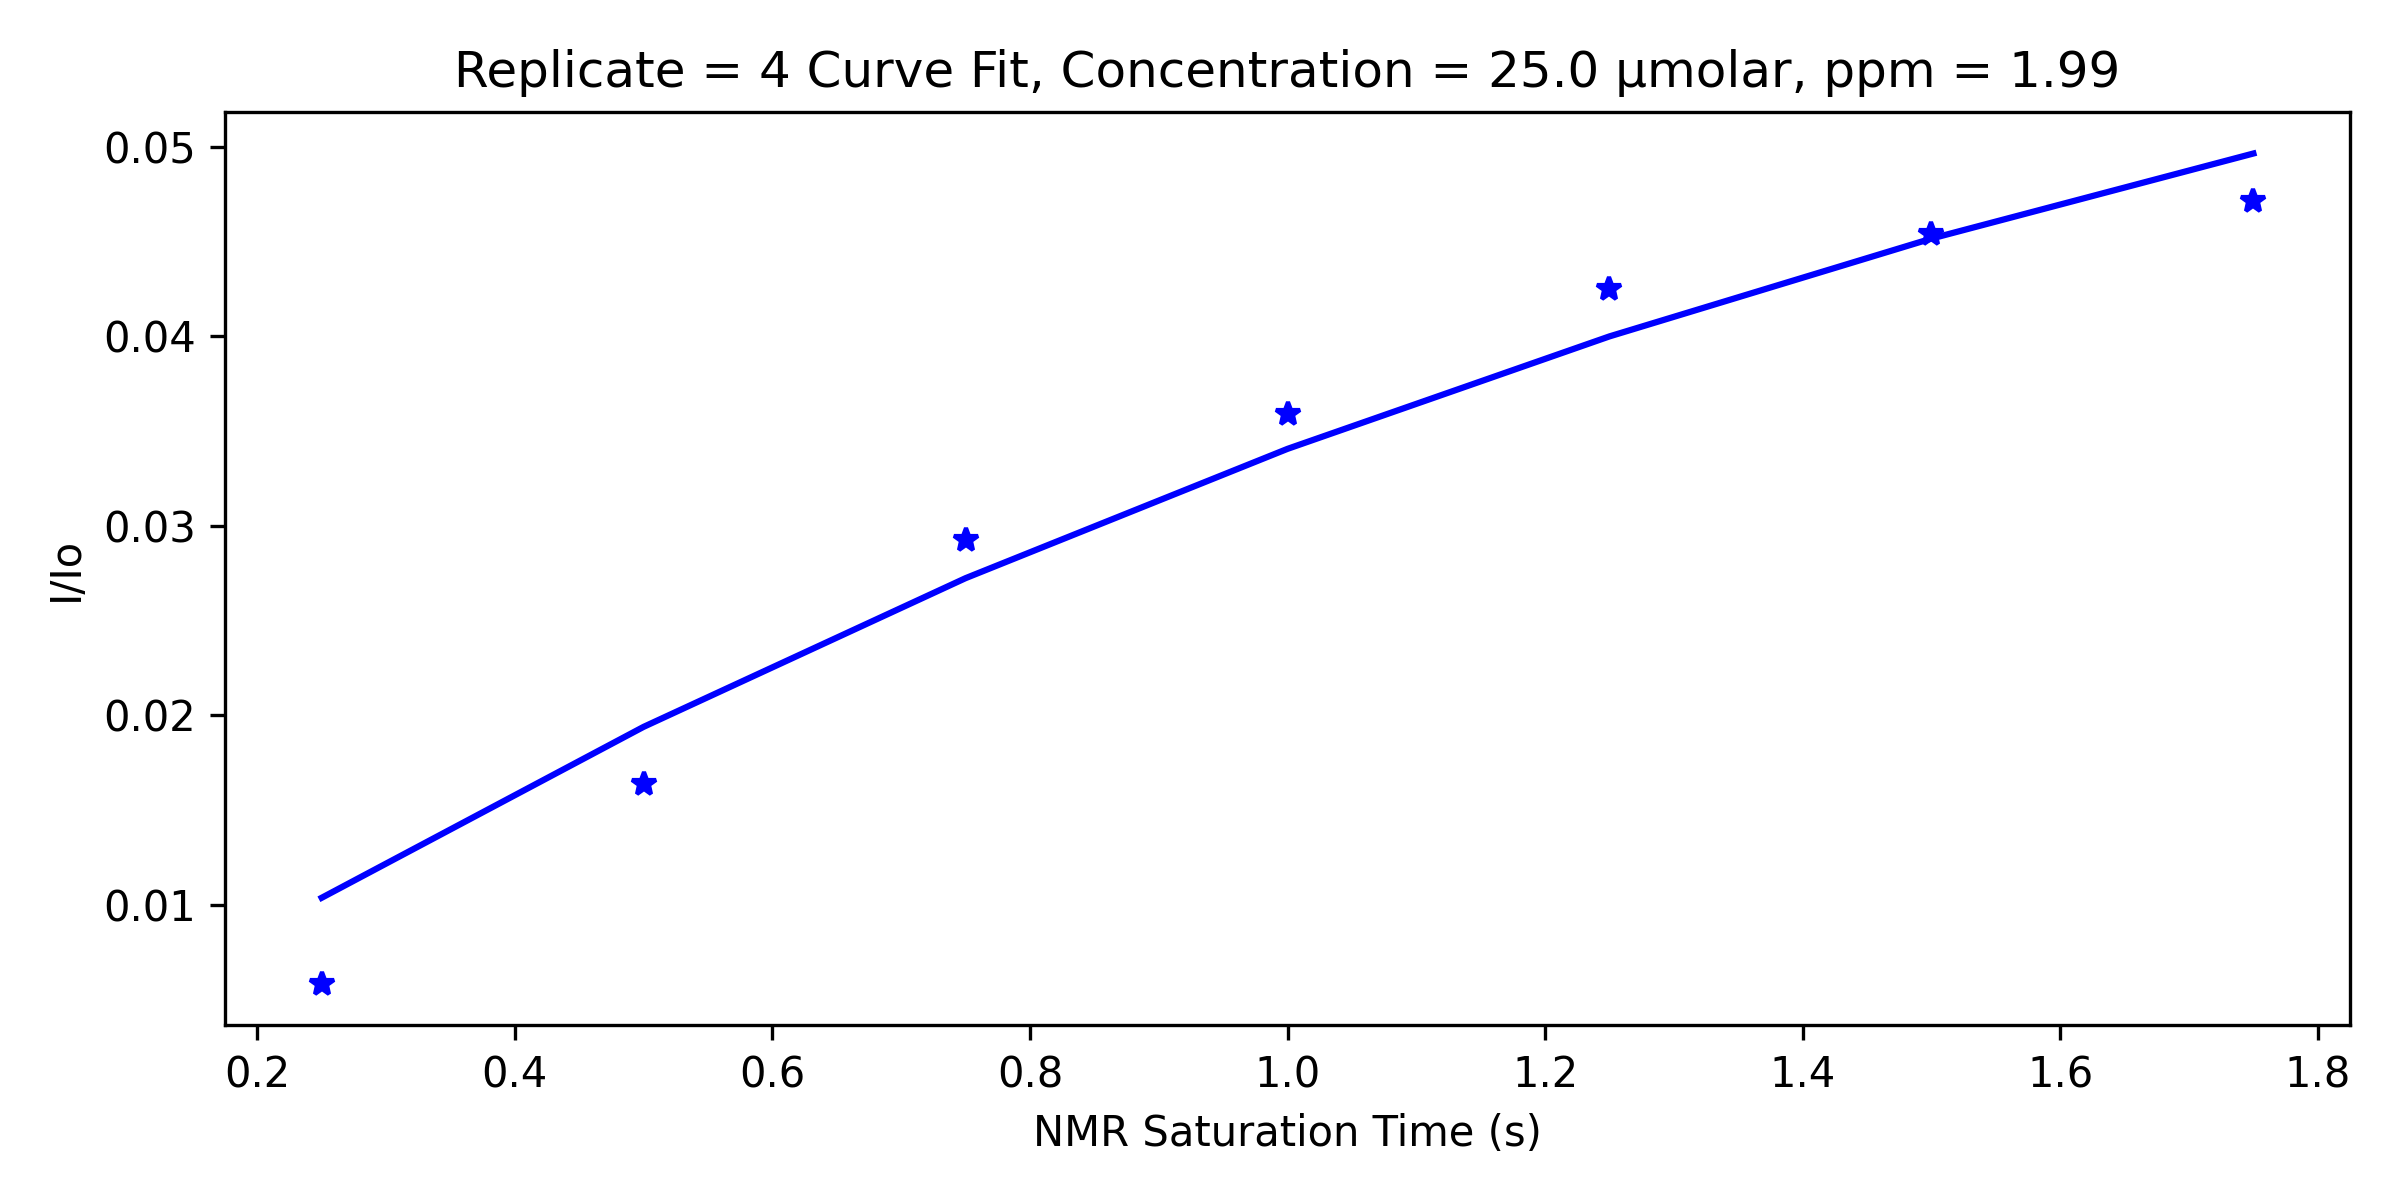 Replicate = 4 Curve Fit, Concentration = 25.0 μmolar, ppm = 1.99
0.05
0.04
0.03
0.02
0.01
I/Io
0.2 0.4 0.6 0.8 1.0 1.2 1.4 1.6 1.8
NMR Saturation Time (s)